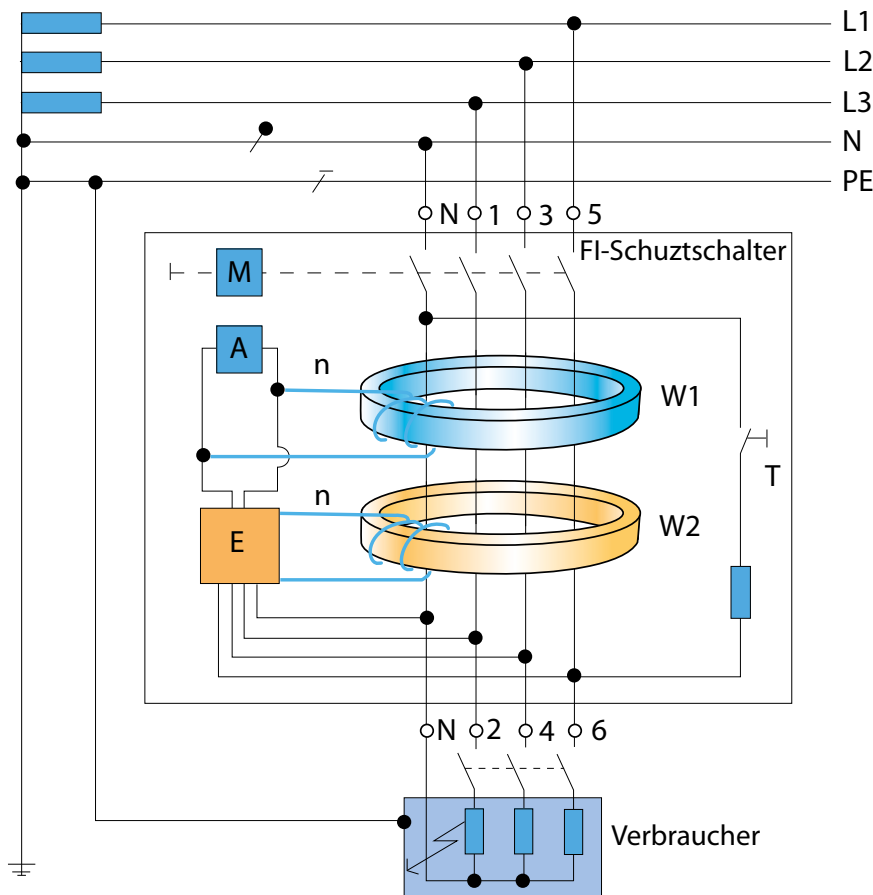 L1
L2
L3
N
PE
N 1 3 5
FI-Schuztschalter
M
A
n
W1
T
n
E
W2
N 2 4 6
Verbraucher